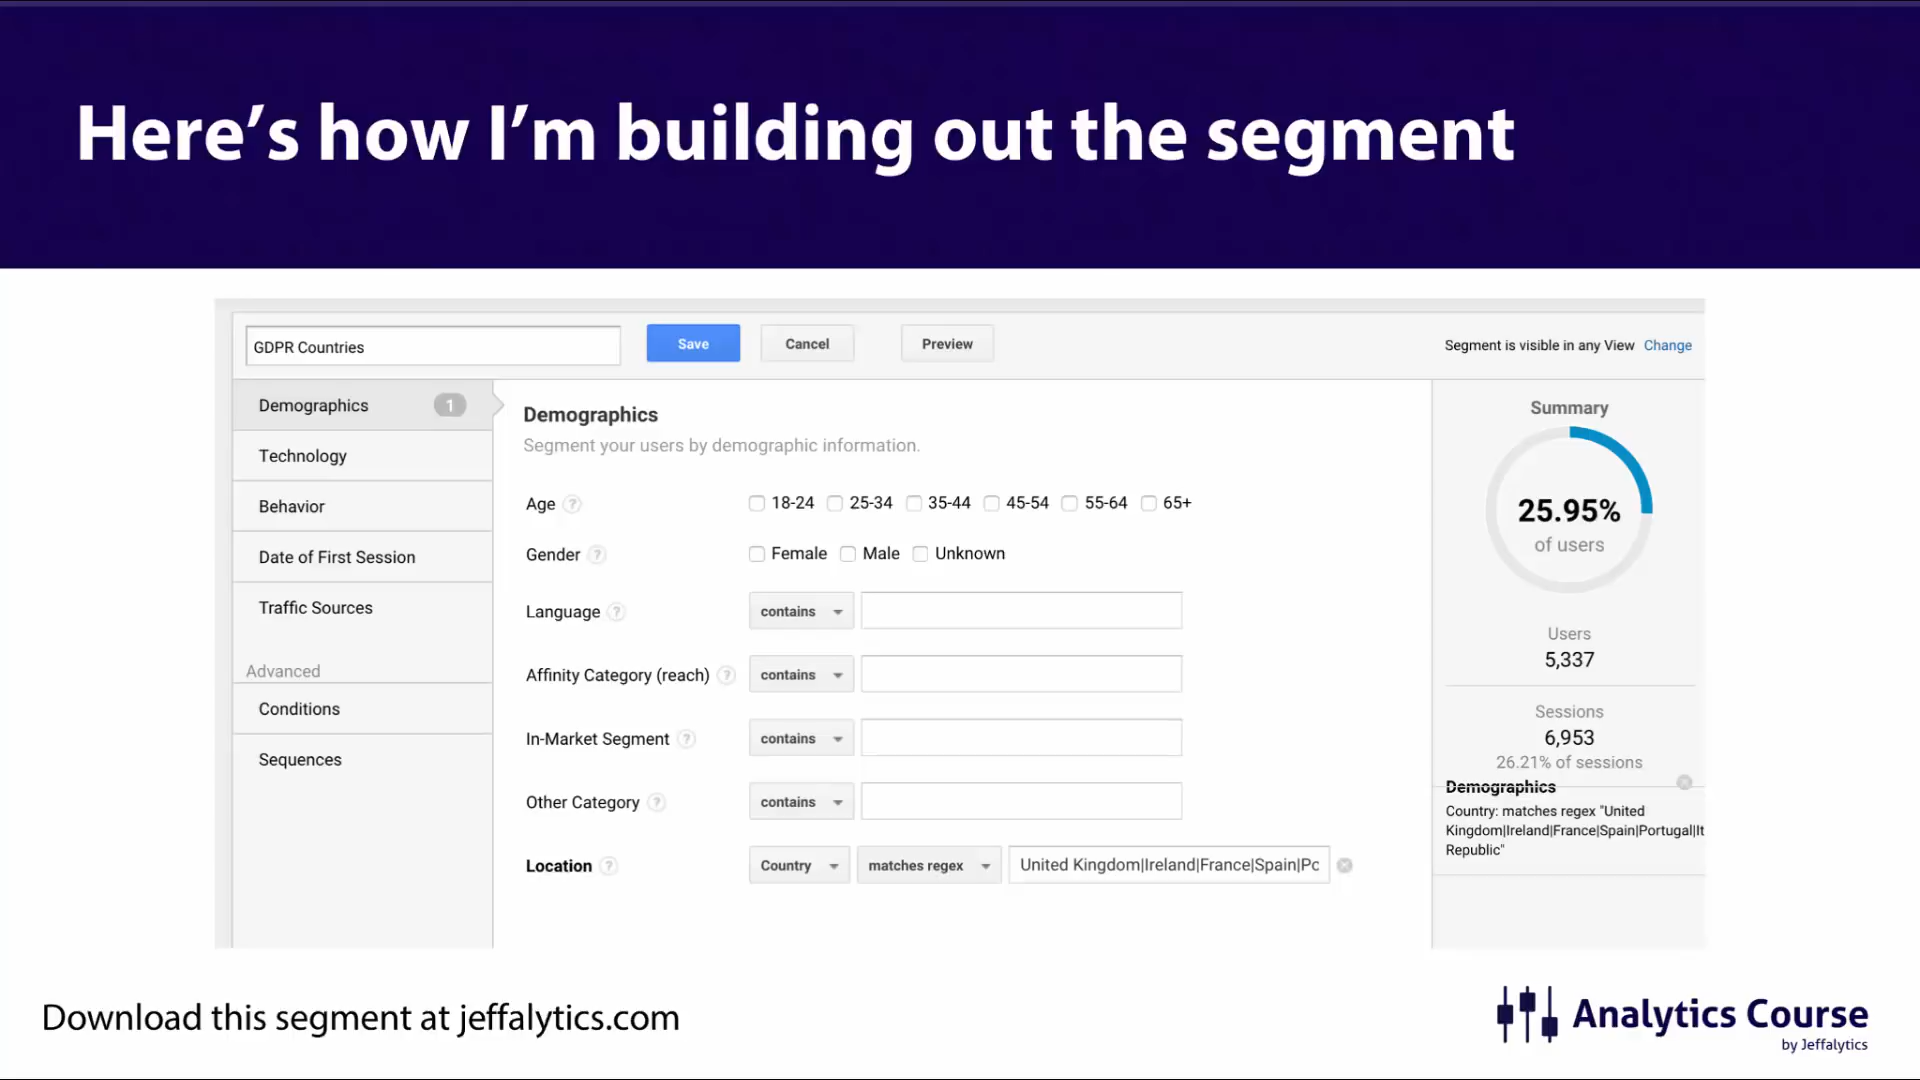 Here's how I'm building out the segment
GDPR Countries
Save
Cancel
Preview
Segment is visible in any View Change
Demographics 1
Technology
Behavior
Date of First Session
Traffic Sources
Advanced
Conditions
Sequences
Demographics
Segment your users by demographic information.
Age ? 18-24 25-34 35-44 45-54 55-64 65+
Gender ? Female Male Unknown
Language ? contains
Affinity Category (reach) ? contains
In-Market Segment ? contains
Other Category ? contains
Location ? Country matches regex United Kingdom|Ireland|France|Spain|Po
Summary
25.95%
of users
Users
5,337
Sessions
6,953
26.21% of sessions
Demographics
Country: matches regex "United
Kingdom|Ireland|France|Spain|Portugal|It
Republic"
Download this segment at jeffalytics.com
Analytics Course
by Jeffalytics